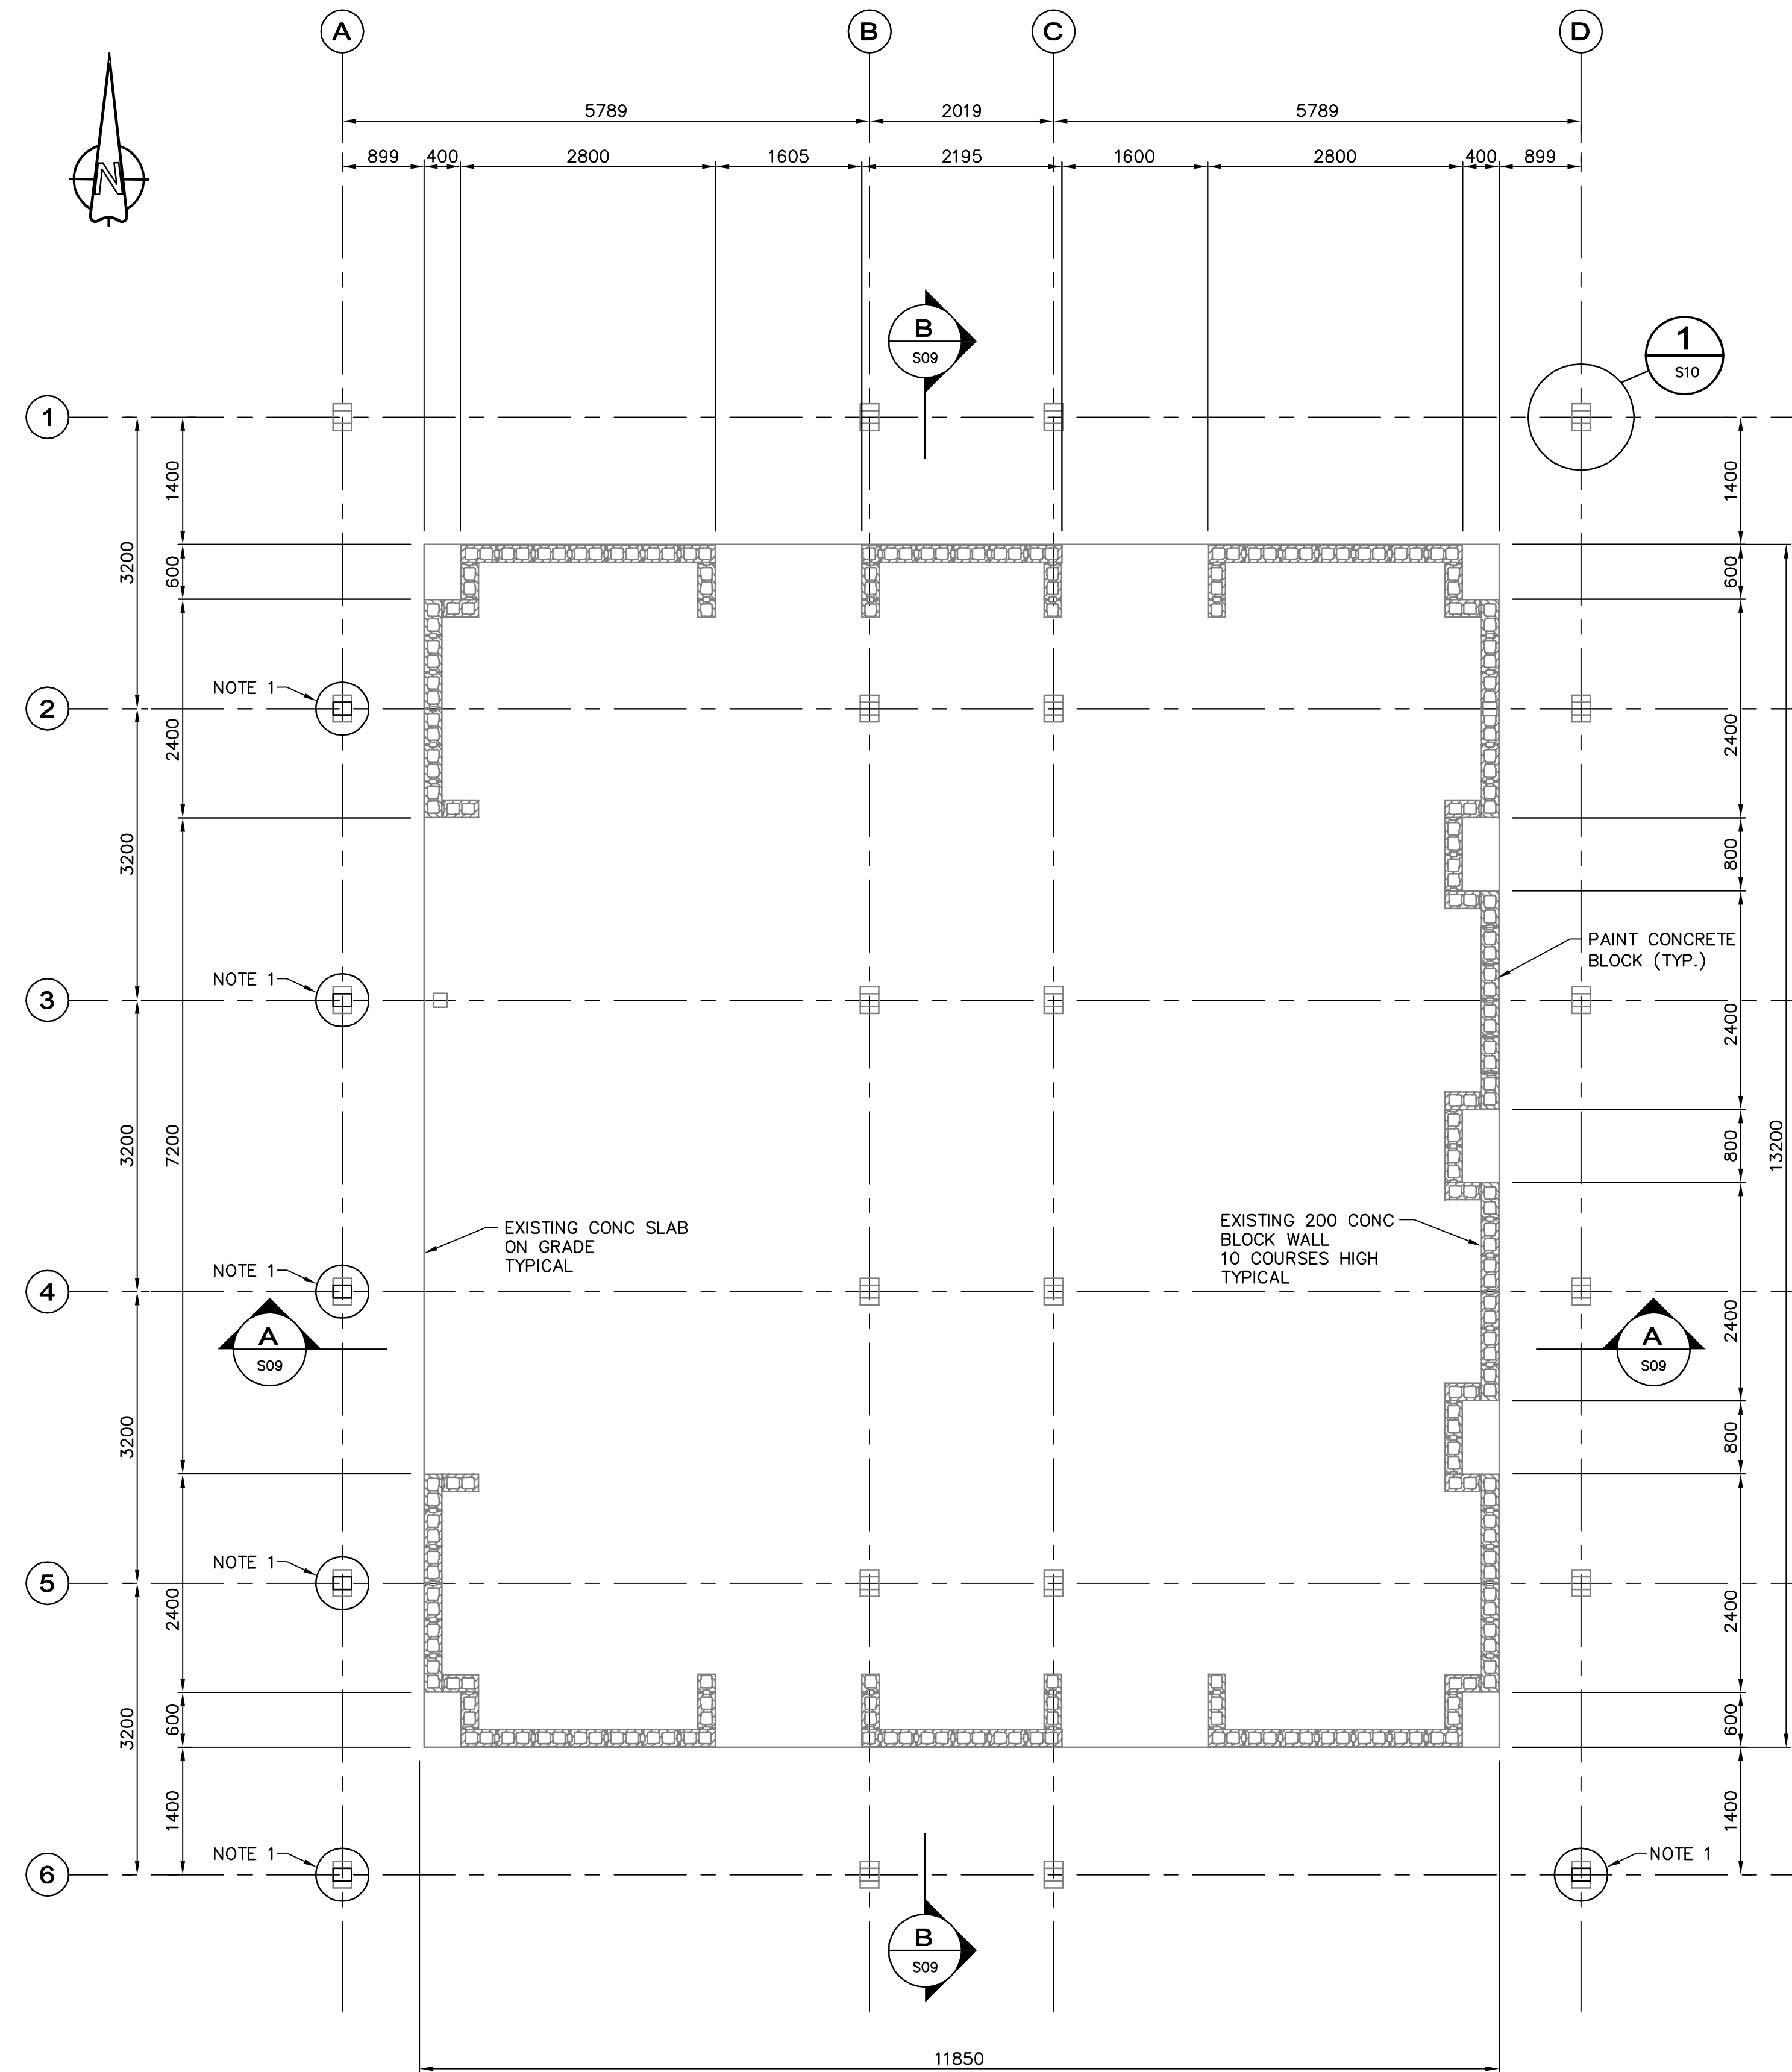 A
B
C
D
N
5789
2019
5789
899
400
2800
1605
2195
1600
2800
400
899
B
S09
1
S10
1
1400
1400
3200
600
600
NOTE 1
2
2400
2400
3200
800
PAINT CONCRETE
BLOCK (TYP.)
NOTE 1
3
2400
3200
7200
800
13200
EXISTING CONC SLAB
ON GRADE
TYPICAL
EXISTING 200 CONC
BLOCK WALL
10 COURSES HIGH
TYPICAL
NOTE 1
4
A
S09
A
S09
2400
3200
800
NOTE 1
5
2400
2400
600
600
3200
1400
1400
NOTE 1
6
NOTE 1
B
S09
11850